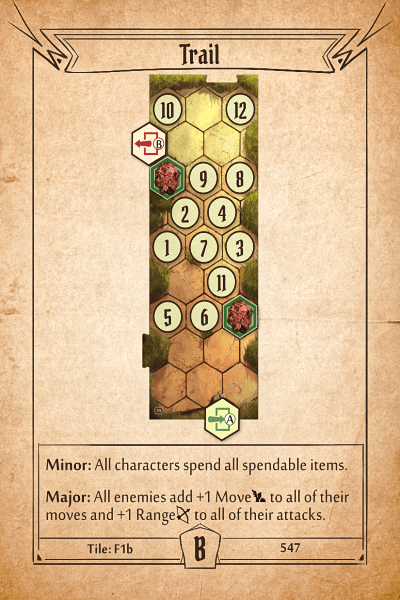 Trail
10 12
B
9 8
2 4
1 7 3
11
5 6
A
Minor: All characters spend all spendable items.
Major: All enemies add +1 Move to all of their
moves and +1 Range to all of their attacks.
Tile: F1b B 547